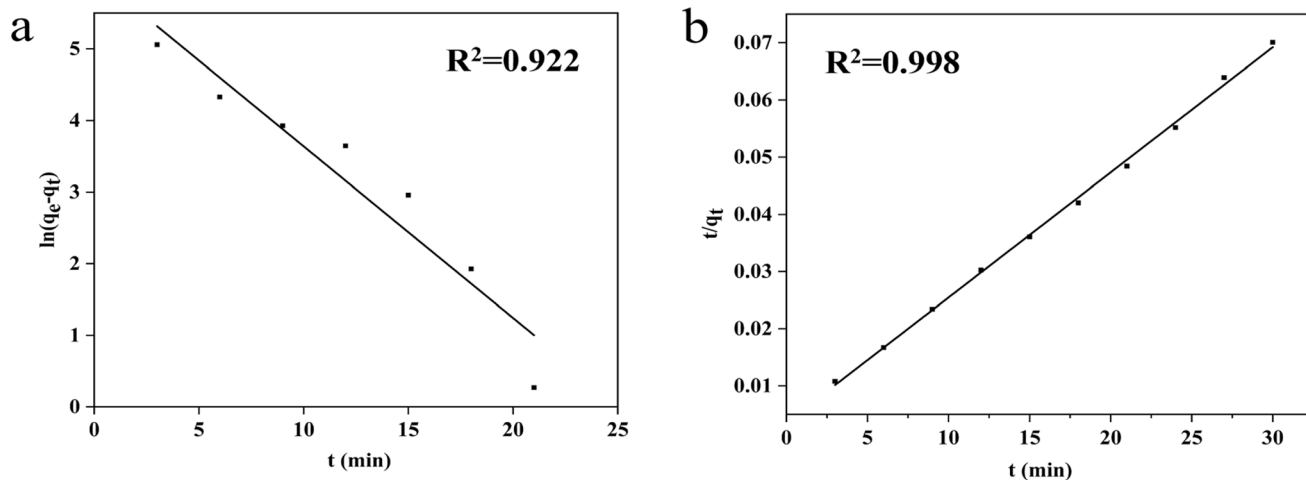 a
R²=0.922
ln(qe-qt)
5
4
3
2
1
0
0 5 10 15 20 25
t (min)
b
R²=0.998
t/qt
0.07
0.06
0.05
0.04
0.03
0.02
0.01
0 5 10 15 20 25 30
t (min)